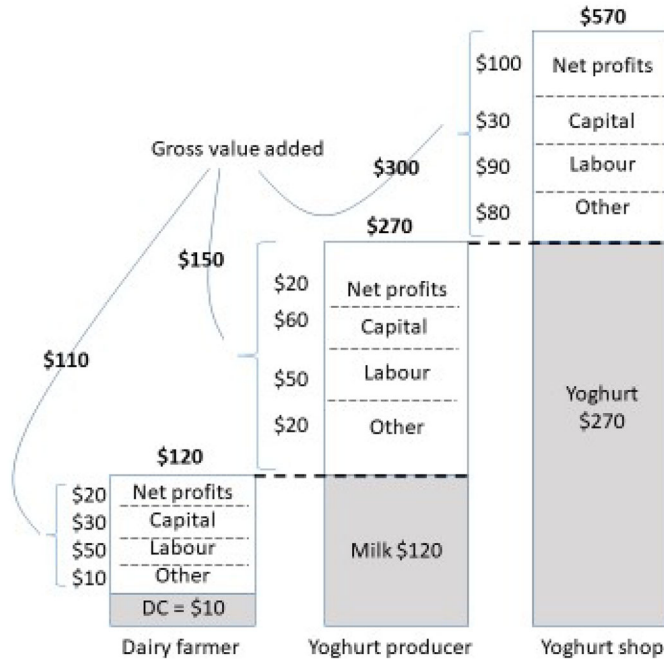 $570
$100
Net profits
$30
Capital
Gross value added
$300
$90
Labour
$80
Other
$270
$150
$20
Net profits
$60
Capital
$110
$50
Labour
Yoghurt
$270
$20
Other
$120
$20
Net profits
$30
Capital
$50
Labour
$10
Other
Milk $120
DC = $10
Dairy farmer
Yoghurt producer
Yoghurt shop